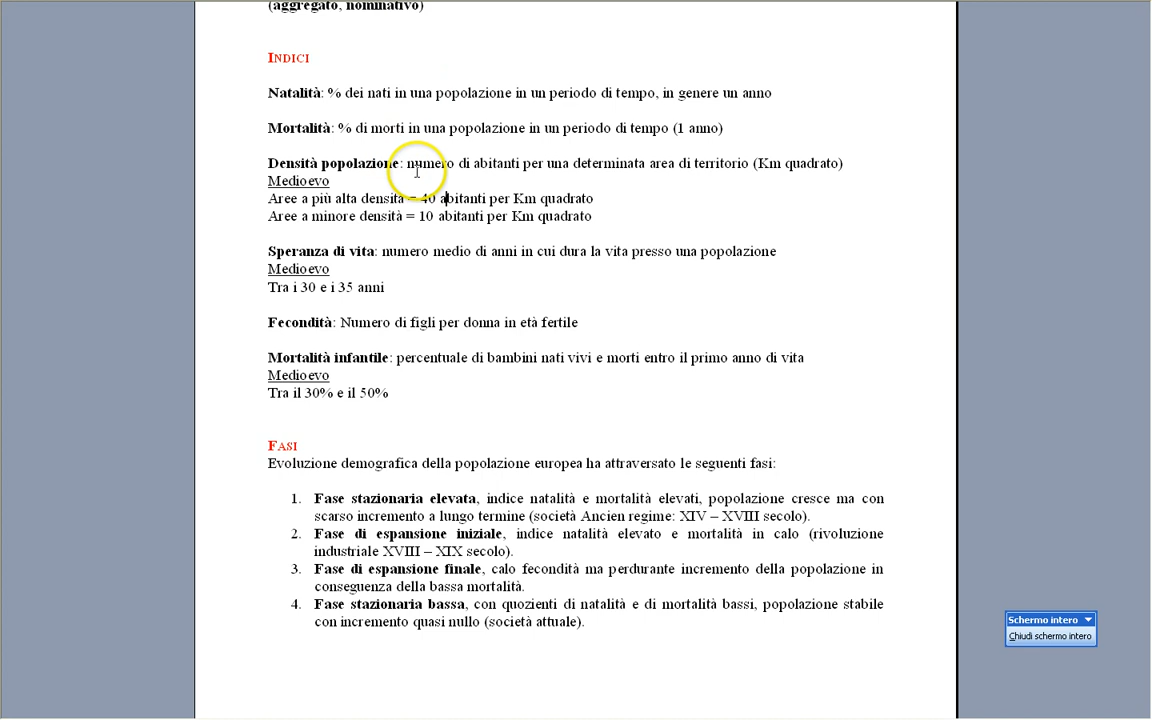 (aggregato, nominativo)
INDICI
Natalità: % dei nati in una popolazione in un periodo di tempo, in genere un anno
Mortalità: % di morti in una popolazione in un periodo di tempo (1 anno)
Densità popolazione: numero di abitanti per una determinata area di territorio (Km quadrato)
Medioevo
Aree a più alta densità = 40 abitanti per Km quadrato
Aree a minore densità = 10 abitanti per Km quadrato
Speranza di vita: numero medio di anni in cui dura la vita presso una popolazione
Medioevo
Tra i 30 e i 35 anni
Fecondità: Numero di figli per donna in età fertile
Mortalità infantile: percentuale di bambini nati vivi e morti entro il primo anno di vita
Medioevo
Tra il 30% e il 50%
FASI
Evoluzione demografica della popolazione europea ha attraversato le seguenti fasi:
1. Fase stazionaria elevata, indice natalità e mortalità elevati, popolazione cresce ma con
scarso incremento a lungo termine (società Ancien regime: XIV – XVIII secolo).
2. Fase di espansione iniziale, indice natalità elevato e mortalità in calo (rivoluzione
industriale XVIII – XIX secolo).
3. Fase di espansione finale, calo fecondità ma perdurante incremento della popolazione in
conseguenza della bassa mortalità.
4. Fase stazionaria bassa, con quozienti di natalità e di mortalità bassi, popolazione stabile
con incremento quasi nullo (società attuale).
Schermo intero
Chiudi schermo intero